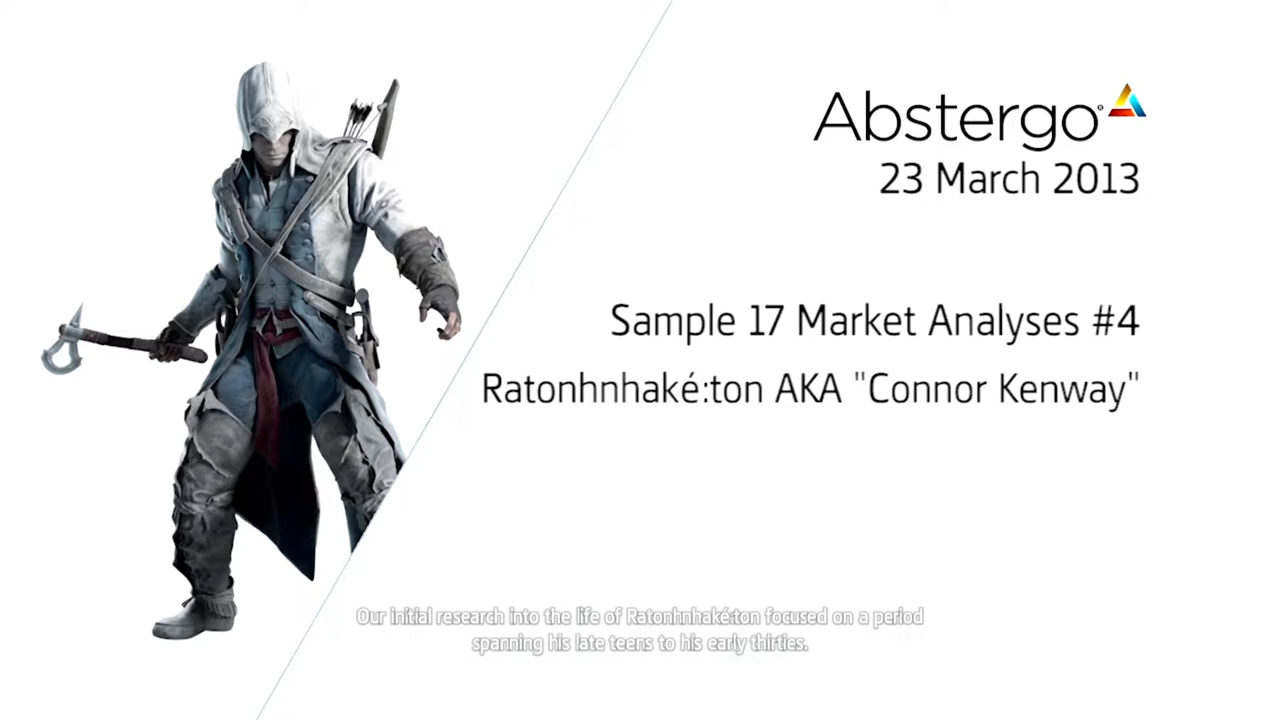 Abstergo®
23 March 2013
Sample 17 Market Analyses #4
Ratonhnhaké:ton AKA "Connor Kenway"
Our initial research into the life of Ratonhnhaké:ton focused on a period
spanning his late teens to his early thirties.